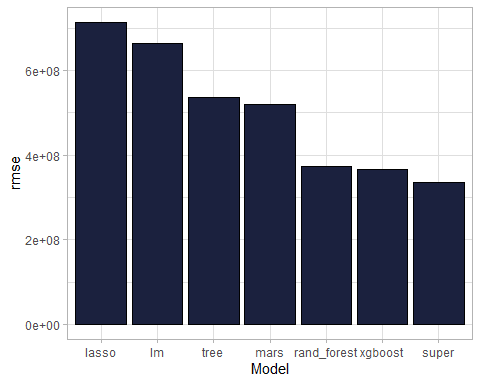 rmse
6e+08
4e+08
2e+08
0e+00
lasso lm tree mars rand_forest xgboost super
Model